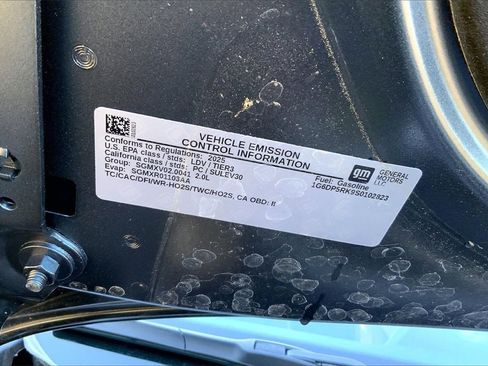 VEHICLE EMISSION
CONTROL INFORMATION
Conforms to Regulations: 2025
U.S. EPA class / stds: LDV / TIER3
California class / stds: PC / SULEV30
Group: SGMXV02.0041 2.0L
Evap: SGMXR01103AA
TC/CAC/DFI/WR-HO2S/TWC/HO2S, CA OBD: II
Fuel: Gasoline
1G6DP5RK9S0102923
gm
GENERAL
MOTORS
LLC.